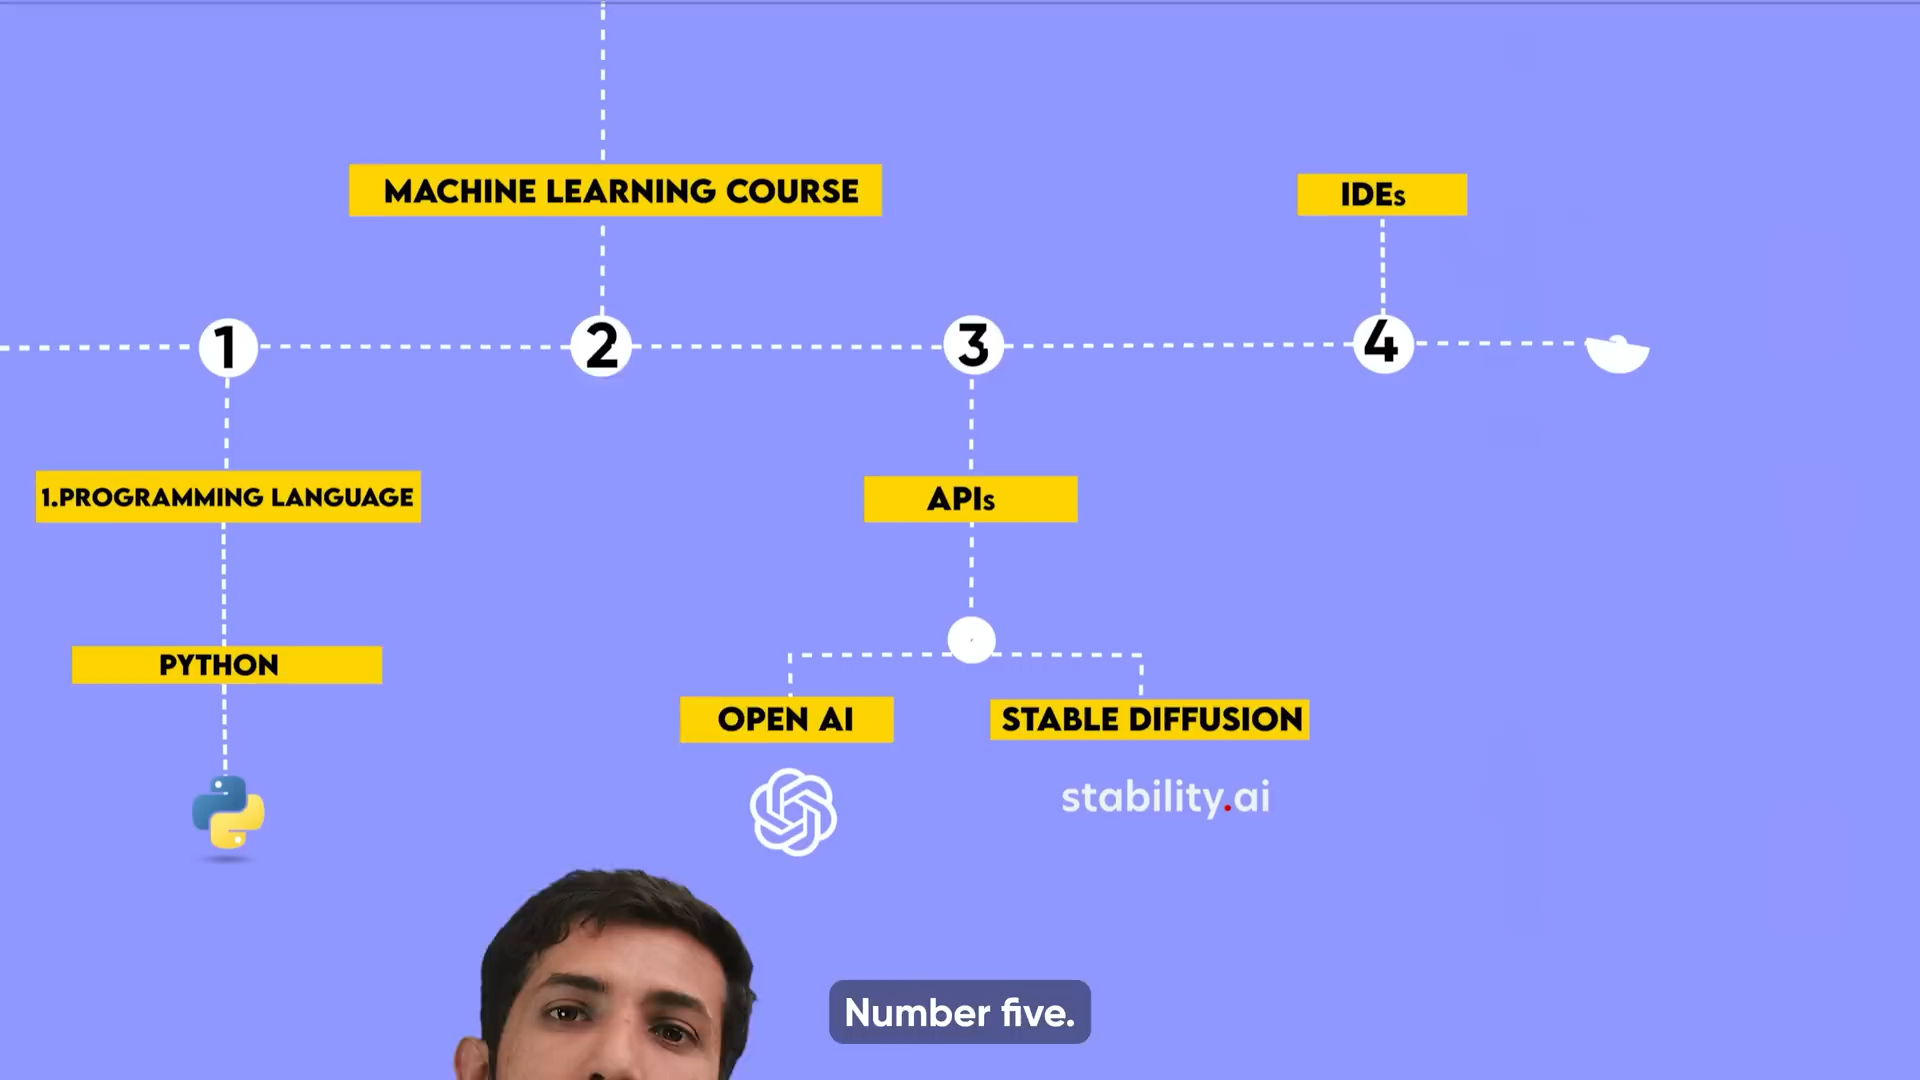 MACHINE LEARNING COURSE
IDEs
1
2
3
4
1.PROGRAMMING LANGUAGE
APIs
PYTHON
OPEN AI
STABLE DIFFUSION
stability.ai
Number five.